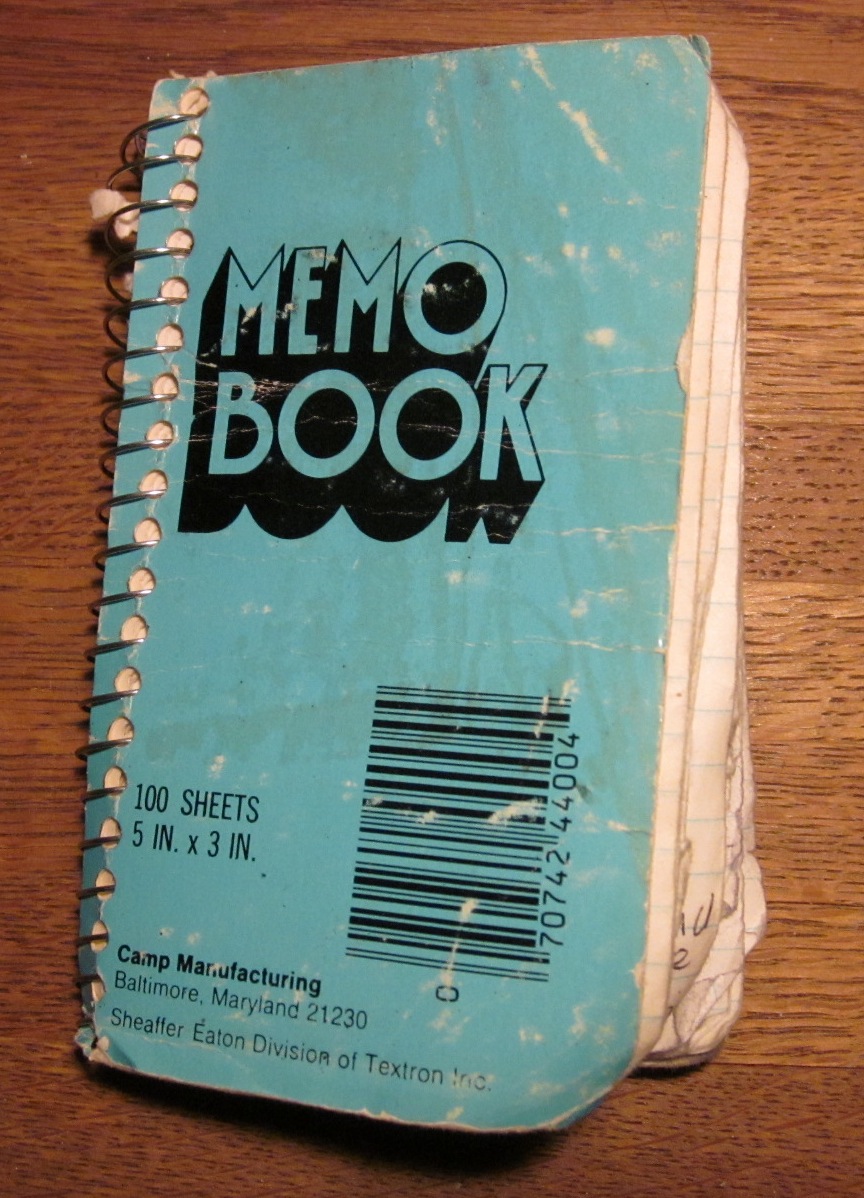 MEMO
BOOK
100 SHEETS
5 IN. x 3 IN.
0 70742 44004
Camp Manufacturing
Baltimore, Maryland 21230
Sheaffer Eaton Division of Textron Inc.